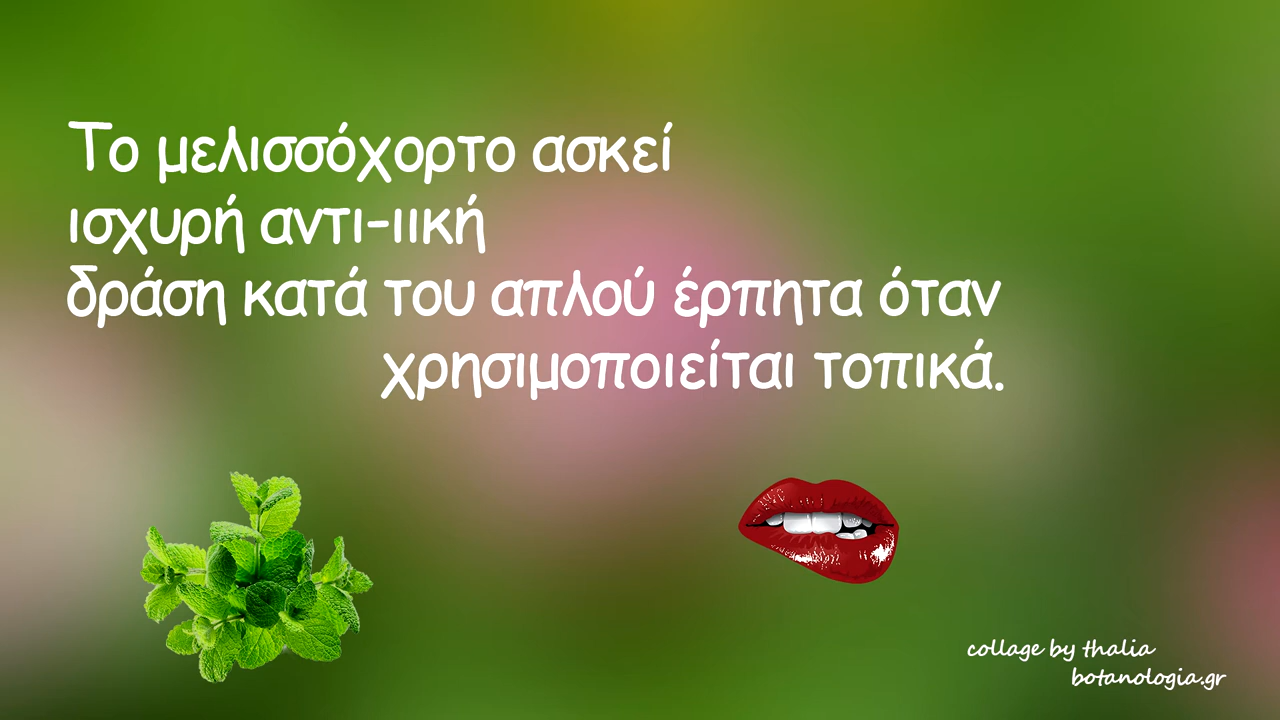 Το μελισσόχορτο ασκεί
ισχυρή αντι-ιική
δράση κατά του απλού έρπητα όταν
χρησιμοποιείται τοπικά.
collage by thalia
botanologia.gr